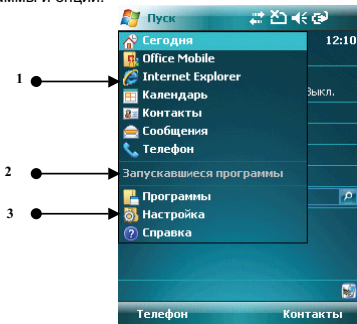 раммы и опции.
Пуск
Сегодня 12:10
Office Mobile
1 Internet Explorer
Календарь Выкл.
Контакты
Сообщения
Телефон
2 Запускавшиеся программы
Программы
3 Настройка
Справка
Телефон Контакты